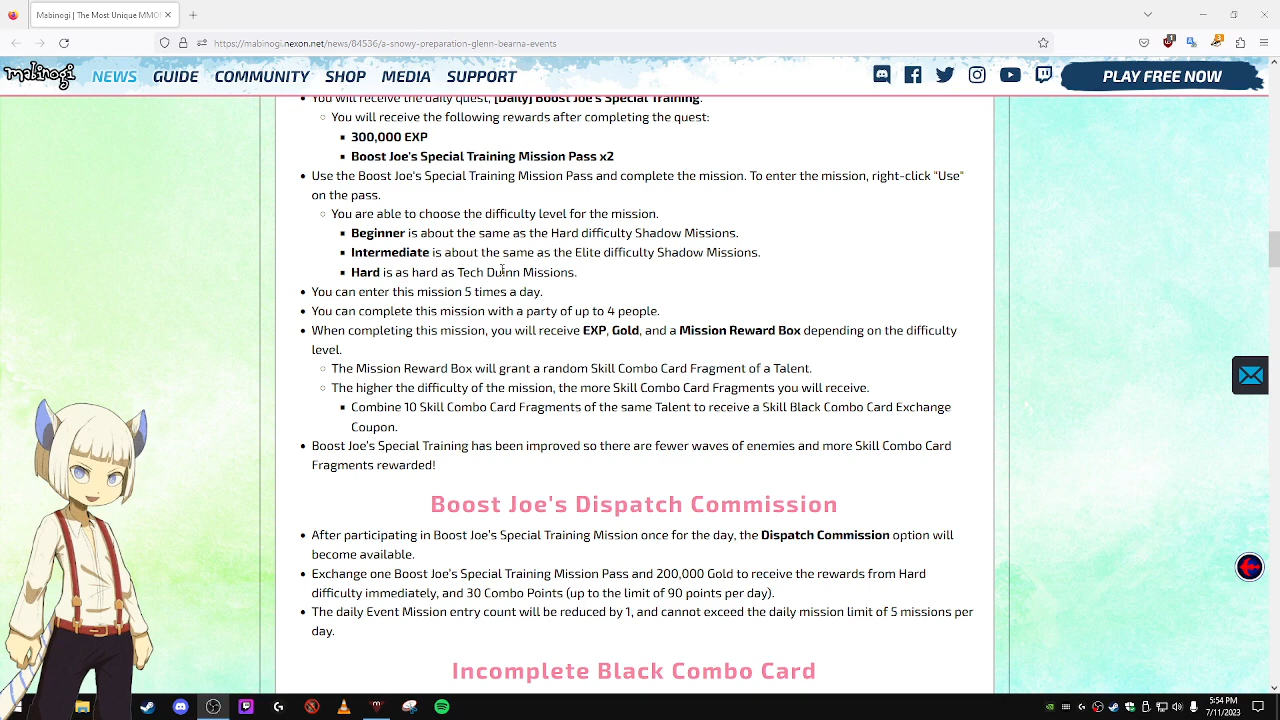 Mabinogi | The Most Unique MMO
https://mabinogi.nexon.net/news/84536/a-snowy-preperation-glenn-bearna-events
mabinogi NEWS GUIDE COMMUNITY SHOP MEDIA SUPPORT PLAY FREE NOW
You will receive the daily quest, [Daily] Boost Joe's Special Training.
You will receive the following rewards after completing the quest:
300,000 EXP
Boost Joe's Special Training Mission Pass x2
Use the Boost Joe's Special Training Mission Pass and complete the mission. To enter the mission, right-click "Use"
on the pass.
You are able to choose the difficulty level for the mission.
Beginner is about the same as the Hard difficulty Shadow Missions.
Intermediate is about the same as the Elite difficulty Shadow Missions.
Hard is as hard as Tech Duinn Missions.
You can enter this mission 5 times a day.
You can complete this mission with a party of up to 4 people.
When completing this mission, you will receive EXP, Gold, and a Mission Reward Box depending on the difficulty
level.
The Mission Reward Box will grant a random Skill Combo Card Fragment of a Talent.
The higher the difficulty of the mission, the more Skill Combo Card Fragments you will receive.
Combine 10 Skill Combo Card Fragments of the same Talent to receive a Skill Black Combo Card Exchange
Coupon.
Boost Joe's Special Training has been improved so there are fewer waves of enemies and more Skill Combo Card
Fragments rewarded!
Boost Joe's Dispatch Commission
After participating in Boost Joe's Special Training Mission once for the day, the Dispatch Commission option will
become available.
Exchange one Boost Joe's Special Training Mission Pass and 200,000 Gold to receive the rewards from Hard
difficulty immediately, and 30 Combo Points (up to the limit of 90 points per day).
The daily Event Mission entry count will be reduced by 1, and cannot exceed the daily mission limit of 5 missions per
day.
Incomplete Black Combo Card
5:54 PM
7/11/2023